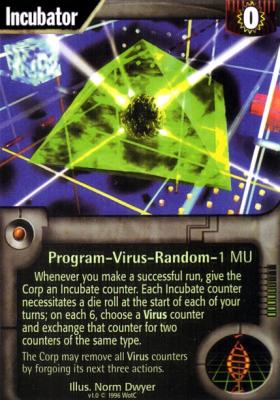 Incubator
0
Program-Virus-Random-1 MU
Whenever you make a successful run, give the
Corp an Incubate counter. Each Incubate counter
necessitates a die roll at the start of each of your
turns; on each 6, choose a Virus counter
and exchange that counter for two
counters of the same type.
The Corp may remove all Virus counters
by forgoing its next three actions.
Illus. Norm Dwyer
v1.0 © 1996 WotC